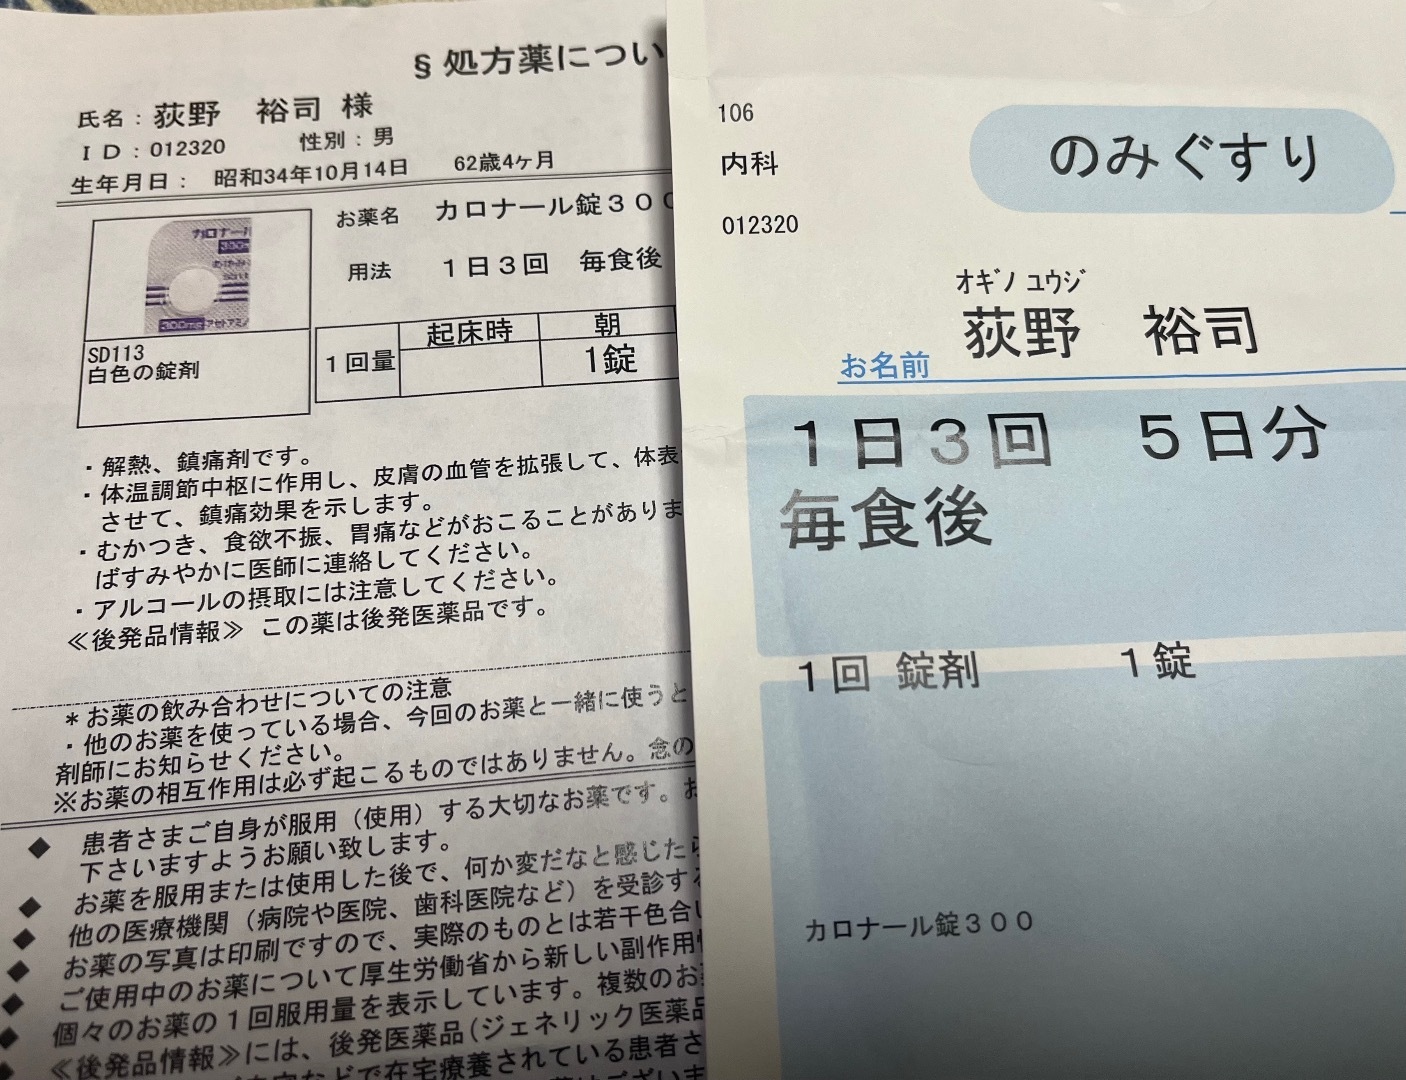 § 処方薬につい
氏名：荻野　裕司 様
ＩＤ：012320　性別：男
生年月日：　昭和34年10月14日　62歳4ヶ月
お薬名　カロナール錠３００
用法　１日３回　毎食後
カロナール
300mg
SD113
白色の錠剤
起床時　朝
１回量　1錠
・解熱、鎮痛剤です。
・体温調節中枢に作用し、皮膚の血管を拡張して、体表
させて、鎮痛効果を示します。
・むかつき、食欲不振、胃痛などがおこることがありま
ばすみやかに医師に連絡してください。
・アルコールの摂取には注意してください。
≪後発品情報≫ この薬は後発医薬品です。
＊お薬の飲み合わせについての注意
・他のお薬を使っている場合、今回のお薬と一緒に使うと
剤師にお知らせください。
※お薬の相互作用は必ず起こるものではありません。念の
◆ 患者さまご自身が服用（使用）する大切なお薬です。お
下さいますようお願い致します。
◆ お薬を服用または使用した後で、何か変だなと感じたら
◆ 他の医療機関（病院や医院、歯科医院など）を受診する
◆ お薬の写真は印刷ですので、実際のものとは若干色合い
◆ ご使用中のお薬について厚生労働省から新しい副作用情
◆ 個々のお薬の１回服用量を表示しています。複数のお薬
◆ ≪後発品情報≫には、後発医薬品(ジェネリック医薬品
などで在宅療養されている患者さ
106
内科
012320
のみぐすり
ｵｷﾞﾉ ﾕｳｼﾞ
お名前　荻野　裕司
１日３回　５日分
毎食後
１回 錠剤　１錠
カロナール錠３００